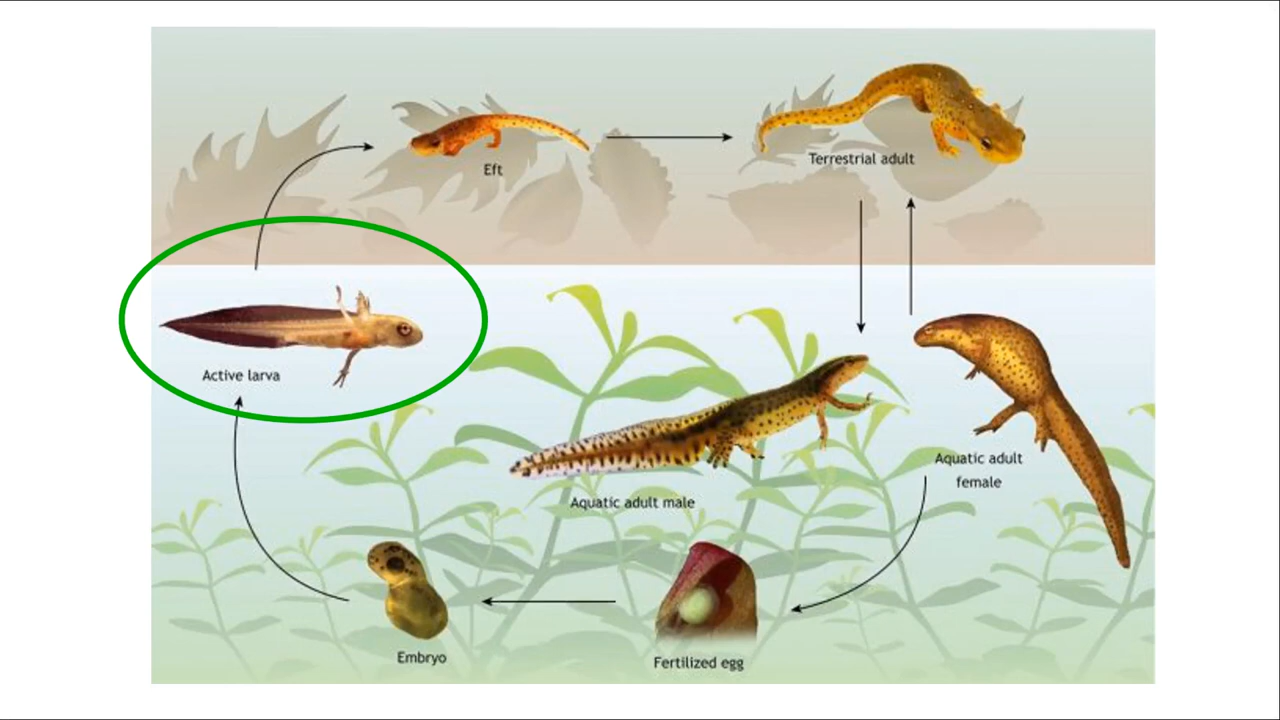 Eft
Terrestrial adult
Active larva
Aquatic adult male
Aquatic adult
female
Embryo
Fertilized egg